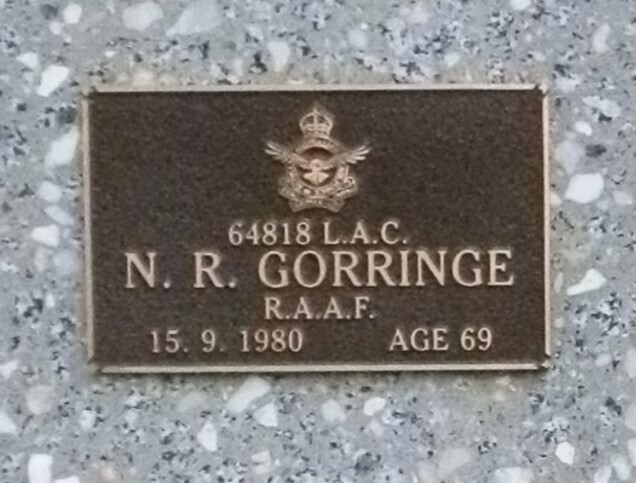 64818 L.A.C.
N. R. GORRINGE
R.A.A.F.
15. 9. 1980 AGE 69